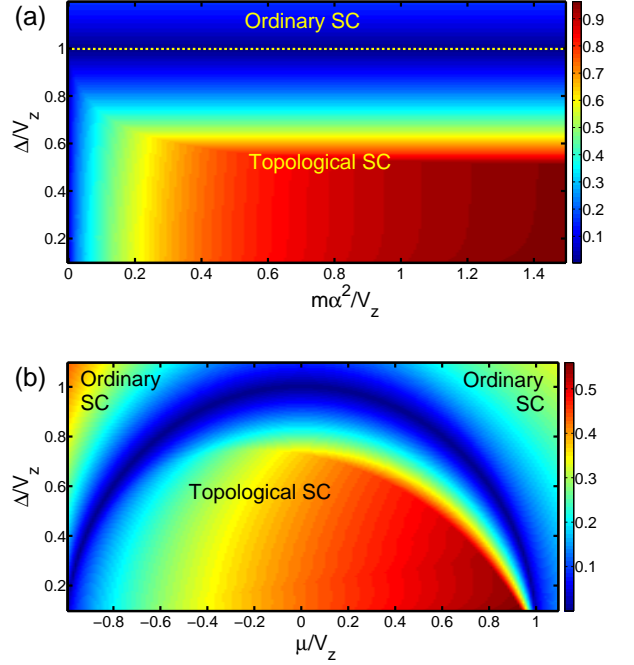 (a)
Ordinary SC
Topological SC
Δ/V_z
1
0.8
0.6
0.4
0.2
0 0.2 0.4 0.6 0.8 1 1.2 1.4
mα²/V_z
0.9
0.8
0.7
0.6
0.5
0.4
0.3
0.2
0.1
(b)
Ordinary
SC
Ordinary
SC
Topological SC
Δ/V_z
1
0.8
0.6
0.4
0.2
−0.8 −0.6 −0.4 −0.2 0 0.2 0.4 0.6 0.8 1
μ/V_z
0.5
0.4
0.3
0.2
0.1
0